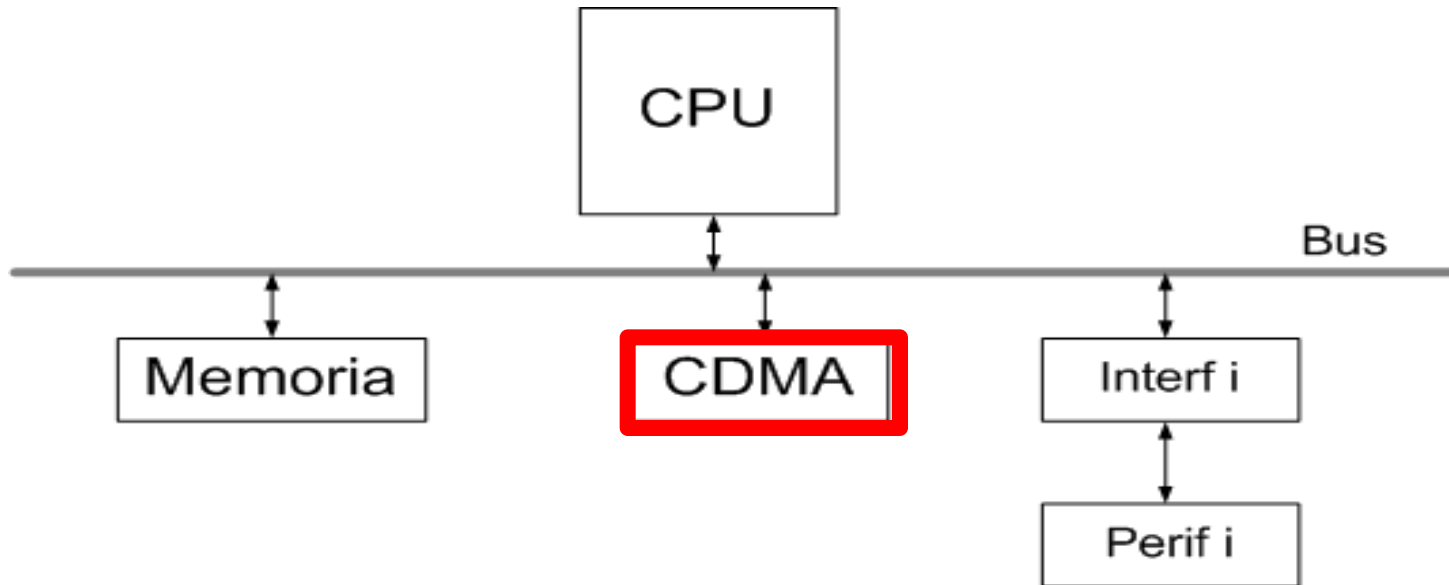 CPU
Bus
Memoria
CDMA
Interf i
Perif i